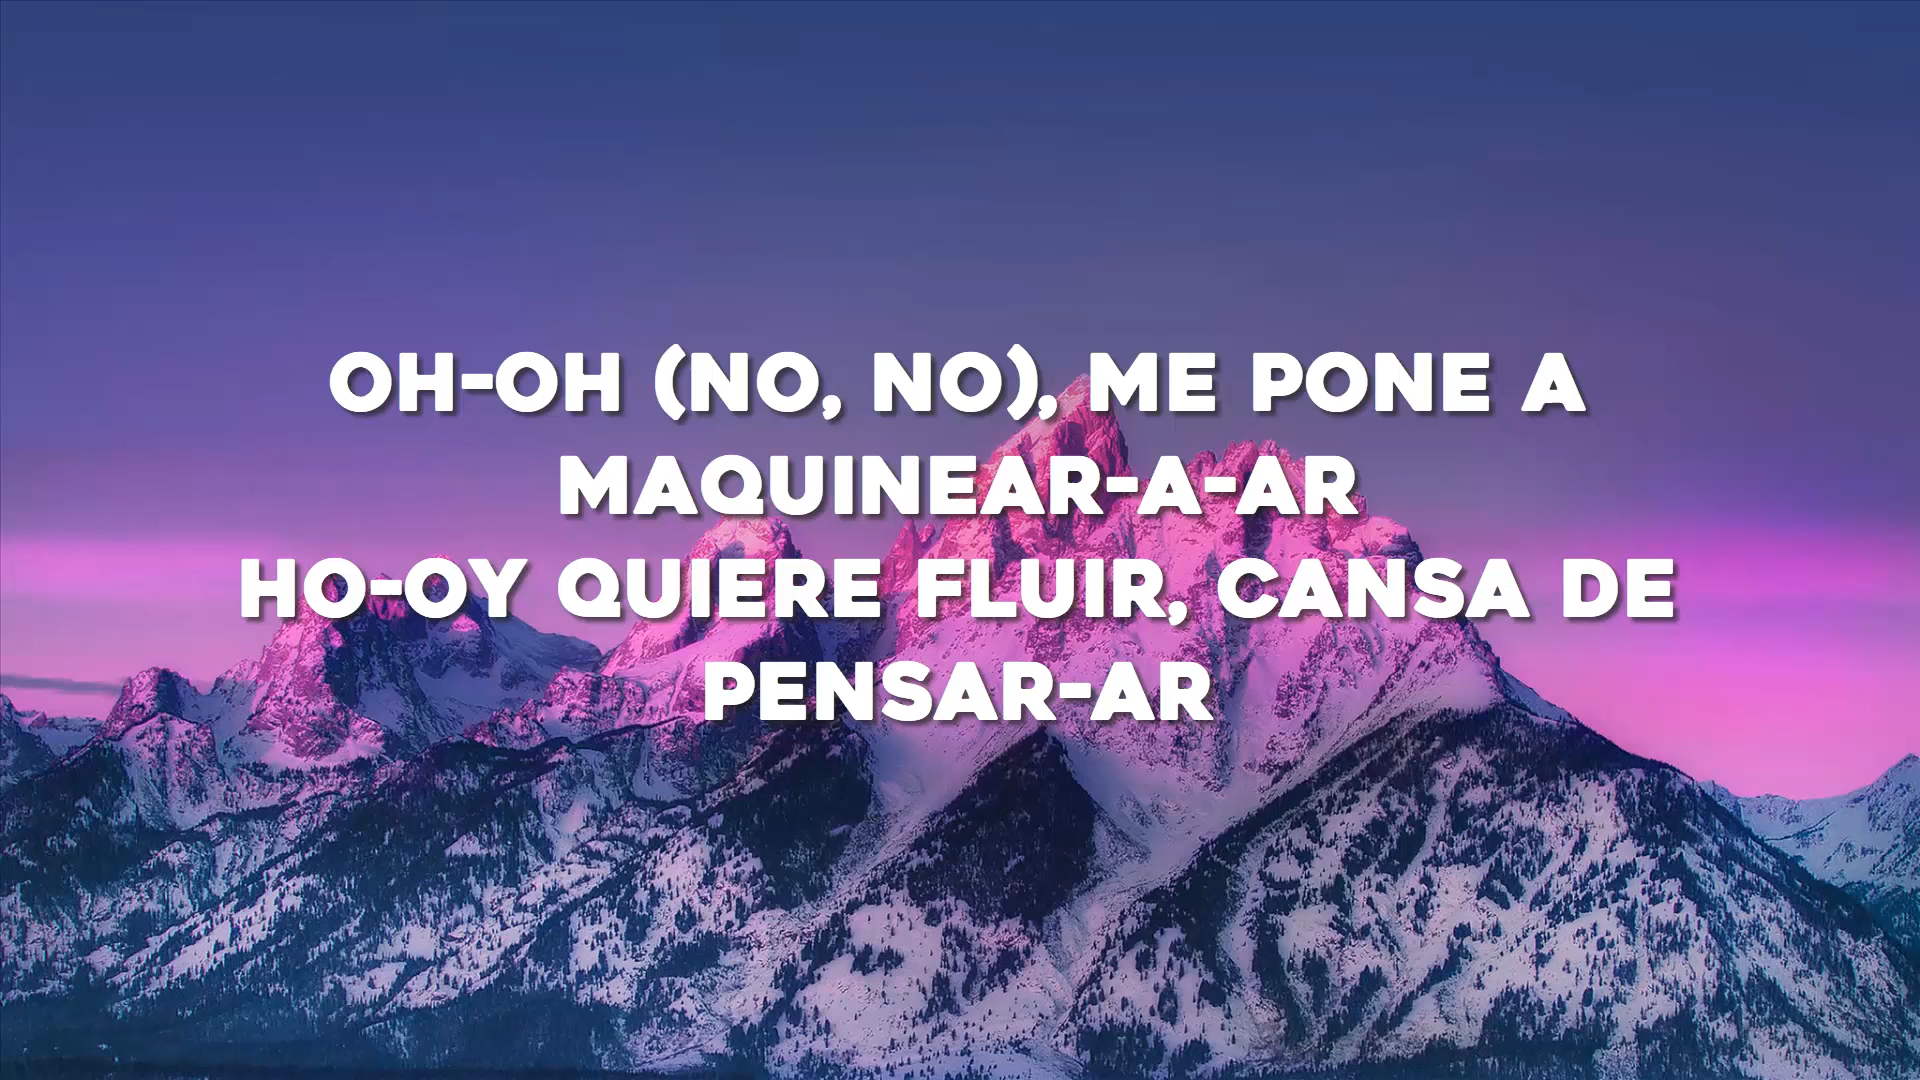 OH-OH (NO, NO), ME PONE A
MAQUINEAR-A-AR
HO-OY QUIERE FLUIR, CANSA DE
PENSAR-AR